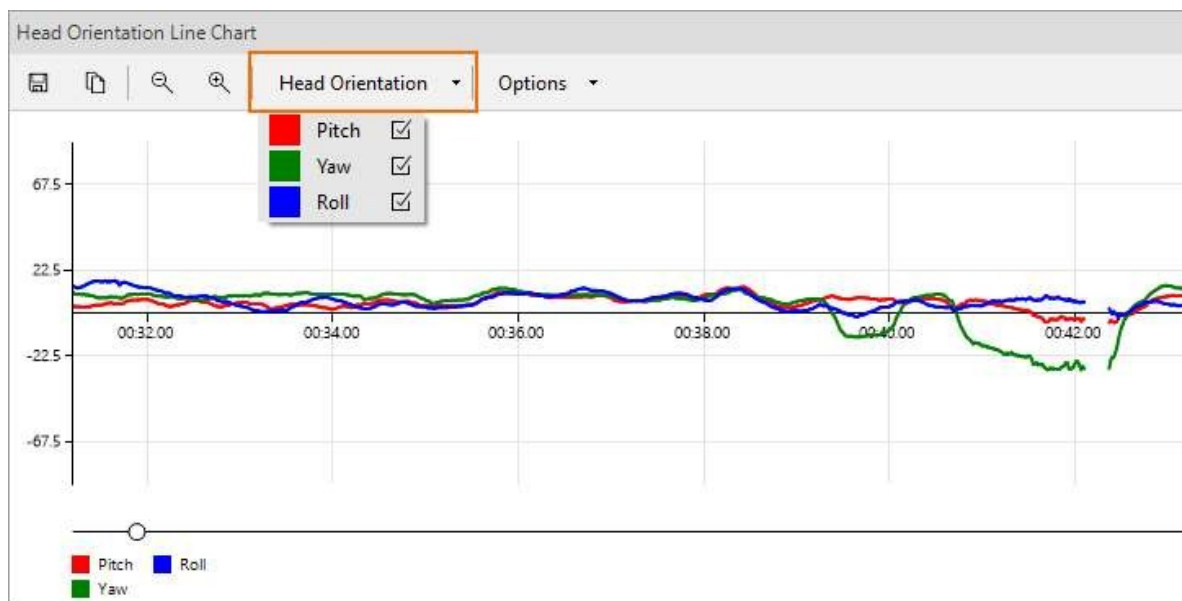 Head Orientation Line Chart
Head Orientation Options
Pitch
Yaw
Roll
67.5
22.5
00:32.00 00:34.00 00:36.00 00:38.00 00:40.00 00:42.00
-22.5
-67.5
Pitch Roll
Yaw